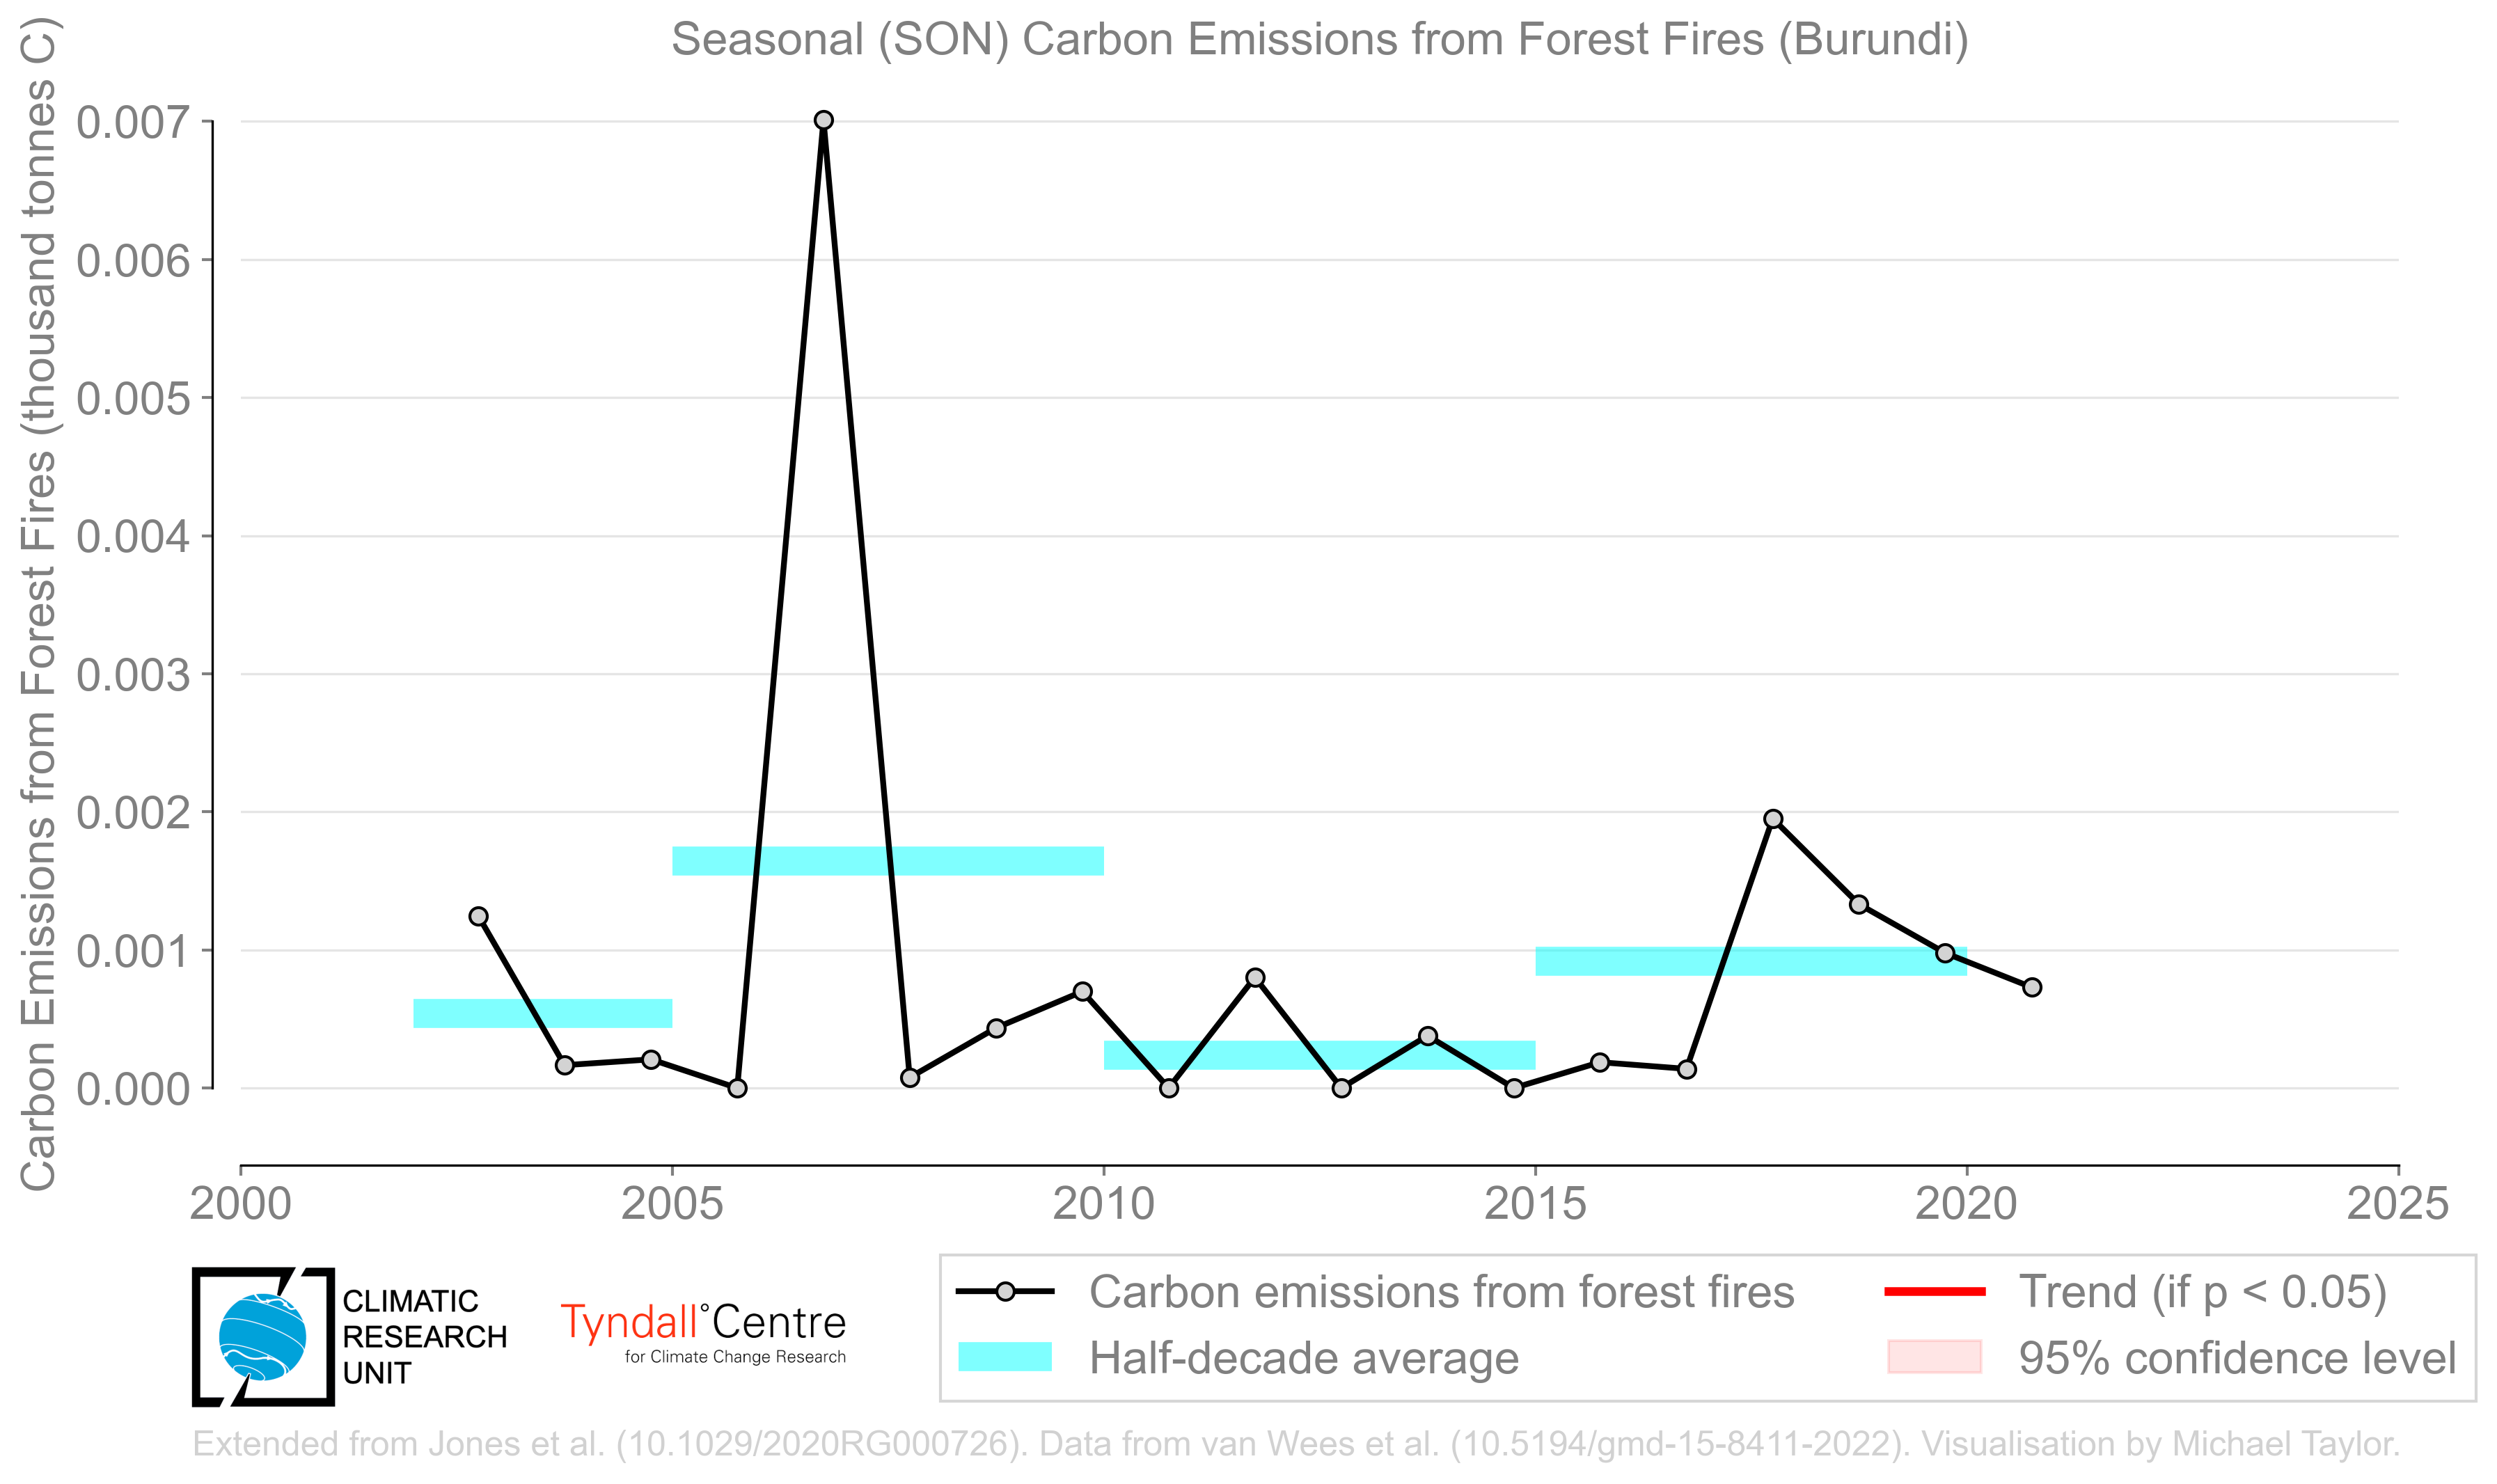 Seasonal (SON) Carbon Emissions from Forest Fires (Burundi)
Carbon Emissions from Forest Fires (thousand tonnes C)
0.007
0.006
0.005
0.004
0.003
0.002
0.001
0.000
2000
2005
2010
2015
2020
2025
CLIMATIC
RESEARCH
UNIT
Tyndall°Centre
for Climate Change Research
Carbon emissions from forest fires
Half-decade average
Trend (if p < 0.05)
95% confidence level
Extended from Jones et al. (10.1029/2020RG000726). Data from van Wees et al. (10.5194/gmd-15-8411-2022). Visualisation by Michael Taylor.